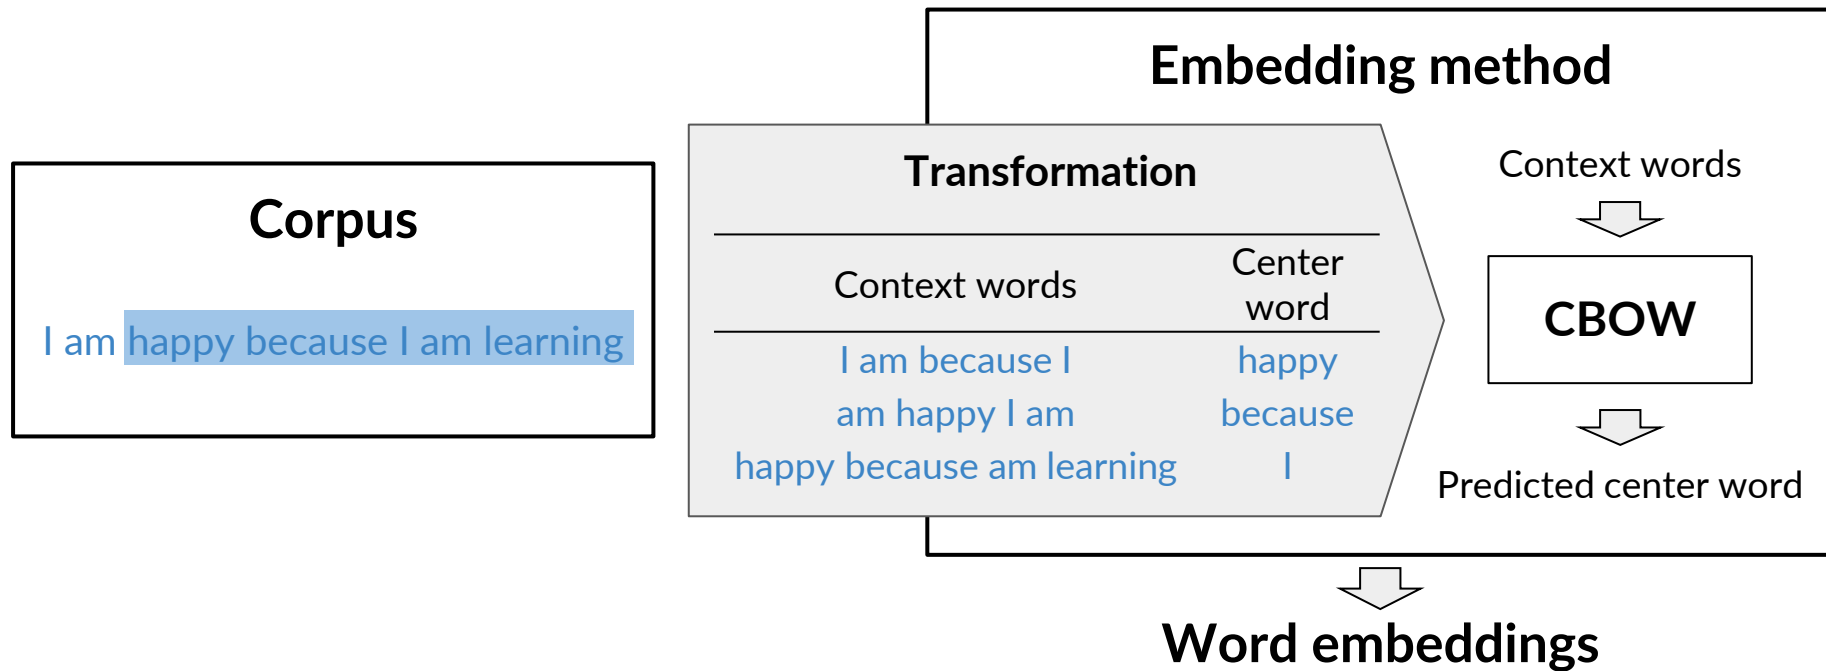 Corpus
I am happy because I am learning
Transformation
Context words
Center
word
I am because I
happy
am happy I am
because
happy because am learning
I
Embedding method
Context words
CBOW
Predicted center word
Word embeddings